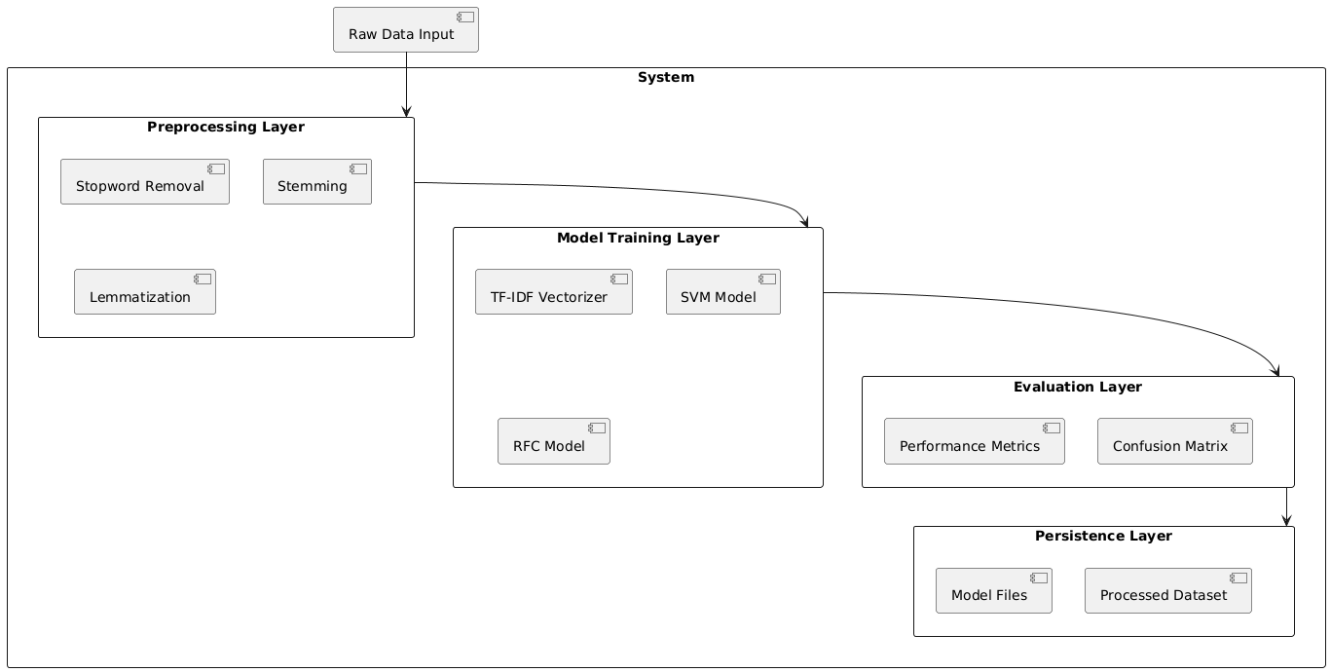 Raw Data Input
System
Preprocessing Layer
Stopword Removal
Stemming
Lemmatization
Model Training Layer
TF-IDF Vectorizer
SVM Model
RFC Model
Evaluation Layer
Performance Metrics
Confusion Matrix
Persistence Layer
Model Files
Processed Dataset